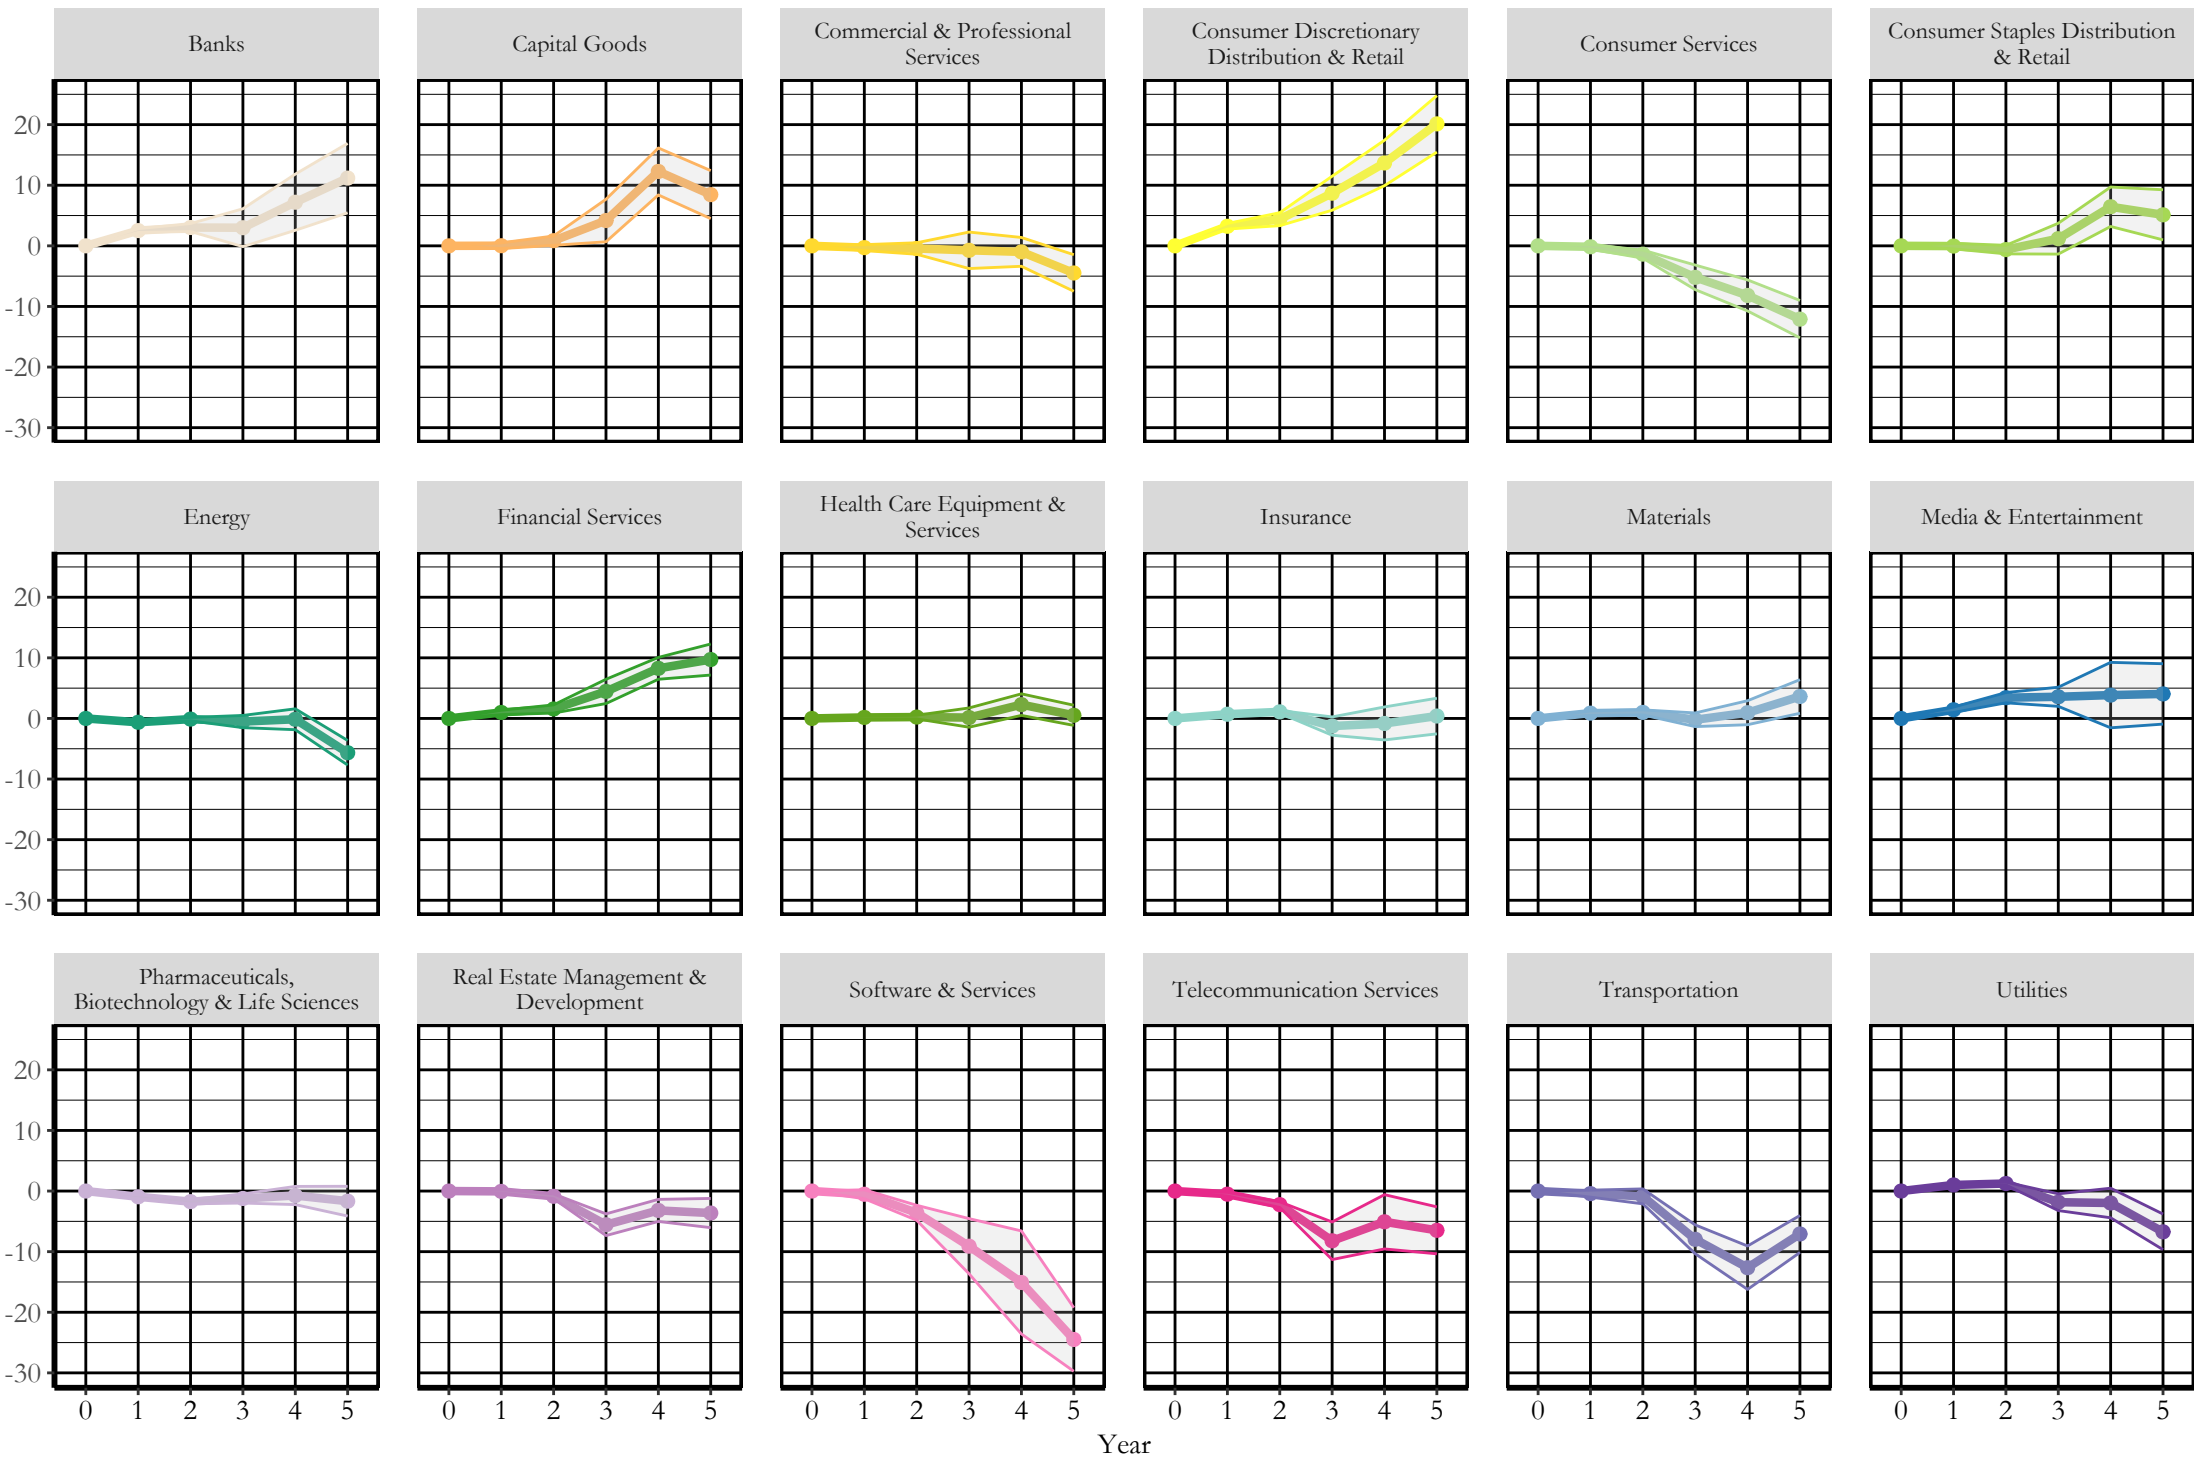 Banks
Capital Goods
Commercial & Professional
Services
Consumer Discretionary
Distribution & Retail
Consumer Services
Consumer Staples Distribution
& Retail
20
10
0
-10
-20
-30
Energy
Financial Services
Health Care Equipment &
Services
Insurance
Materials
Media & Entertainment
20
10
0
-10
-20
-30
Pharmaceuticals,
Biotechnology & Life Sciences
Real Estate Management &
Development
Software & Services
Telecommunication Services
Transportation
Utilities
20
10
0
-10
-20
-30
0 1 2 3 4 5
0 1 2 3 4 5
0 1 2 3 4 5
0 1 2 3 4 5
0 1 2 3 4 5
0 1 2 3 4 5
Year